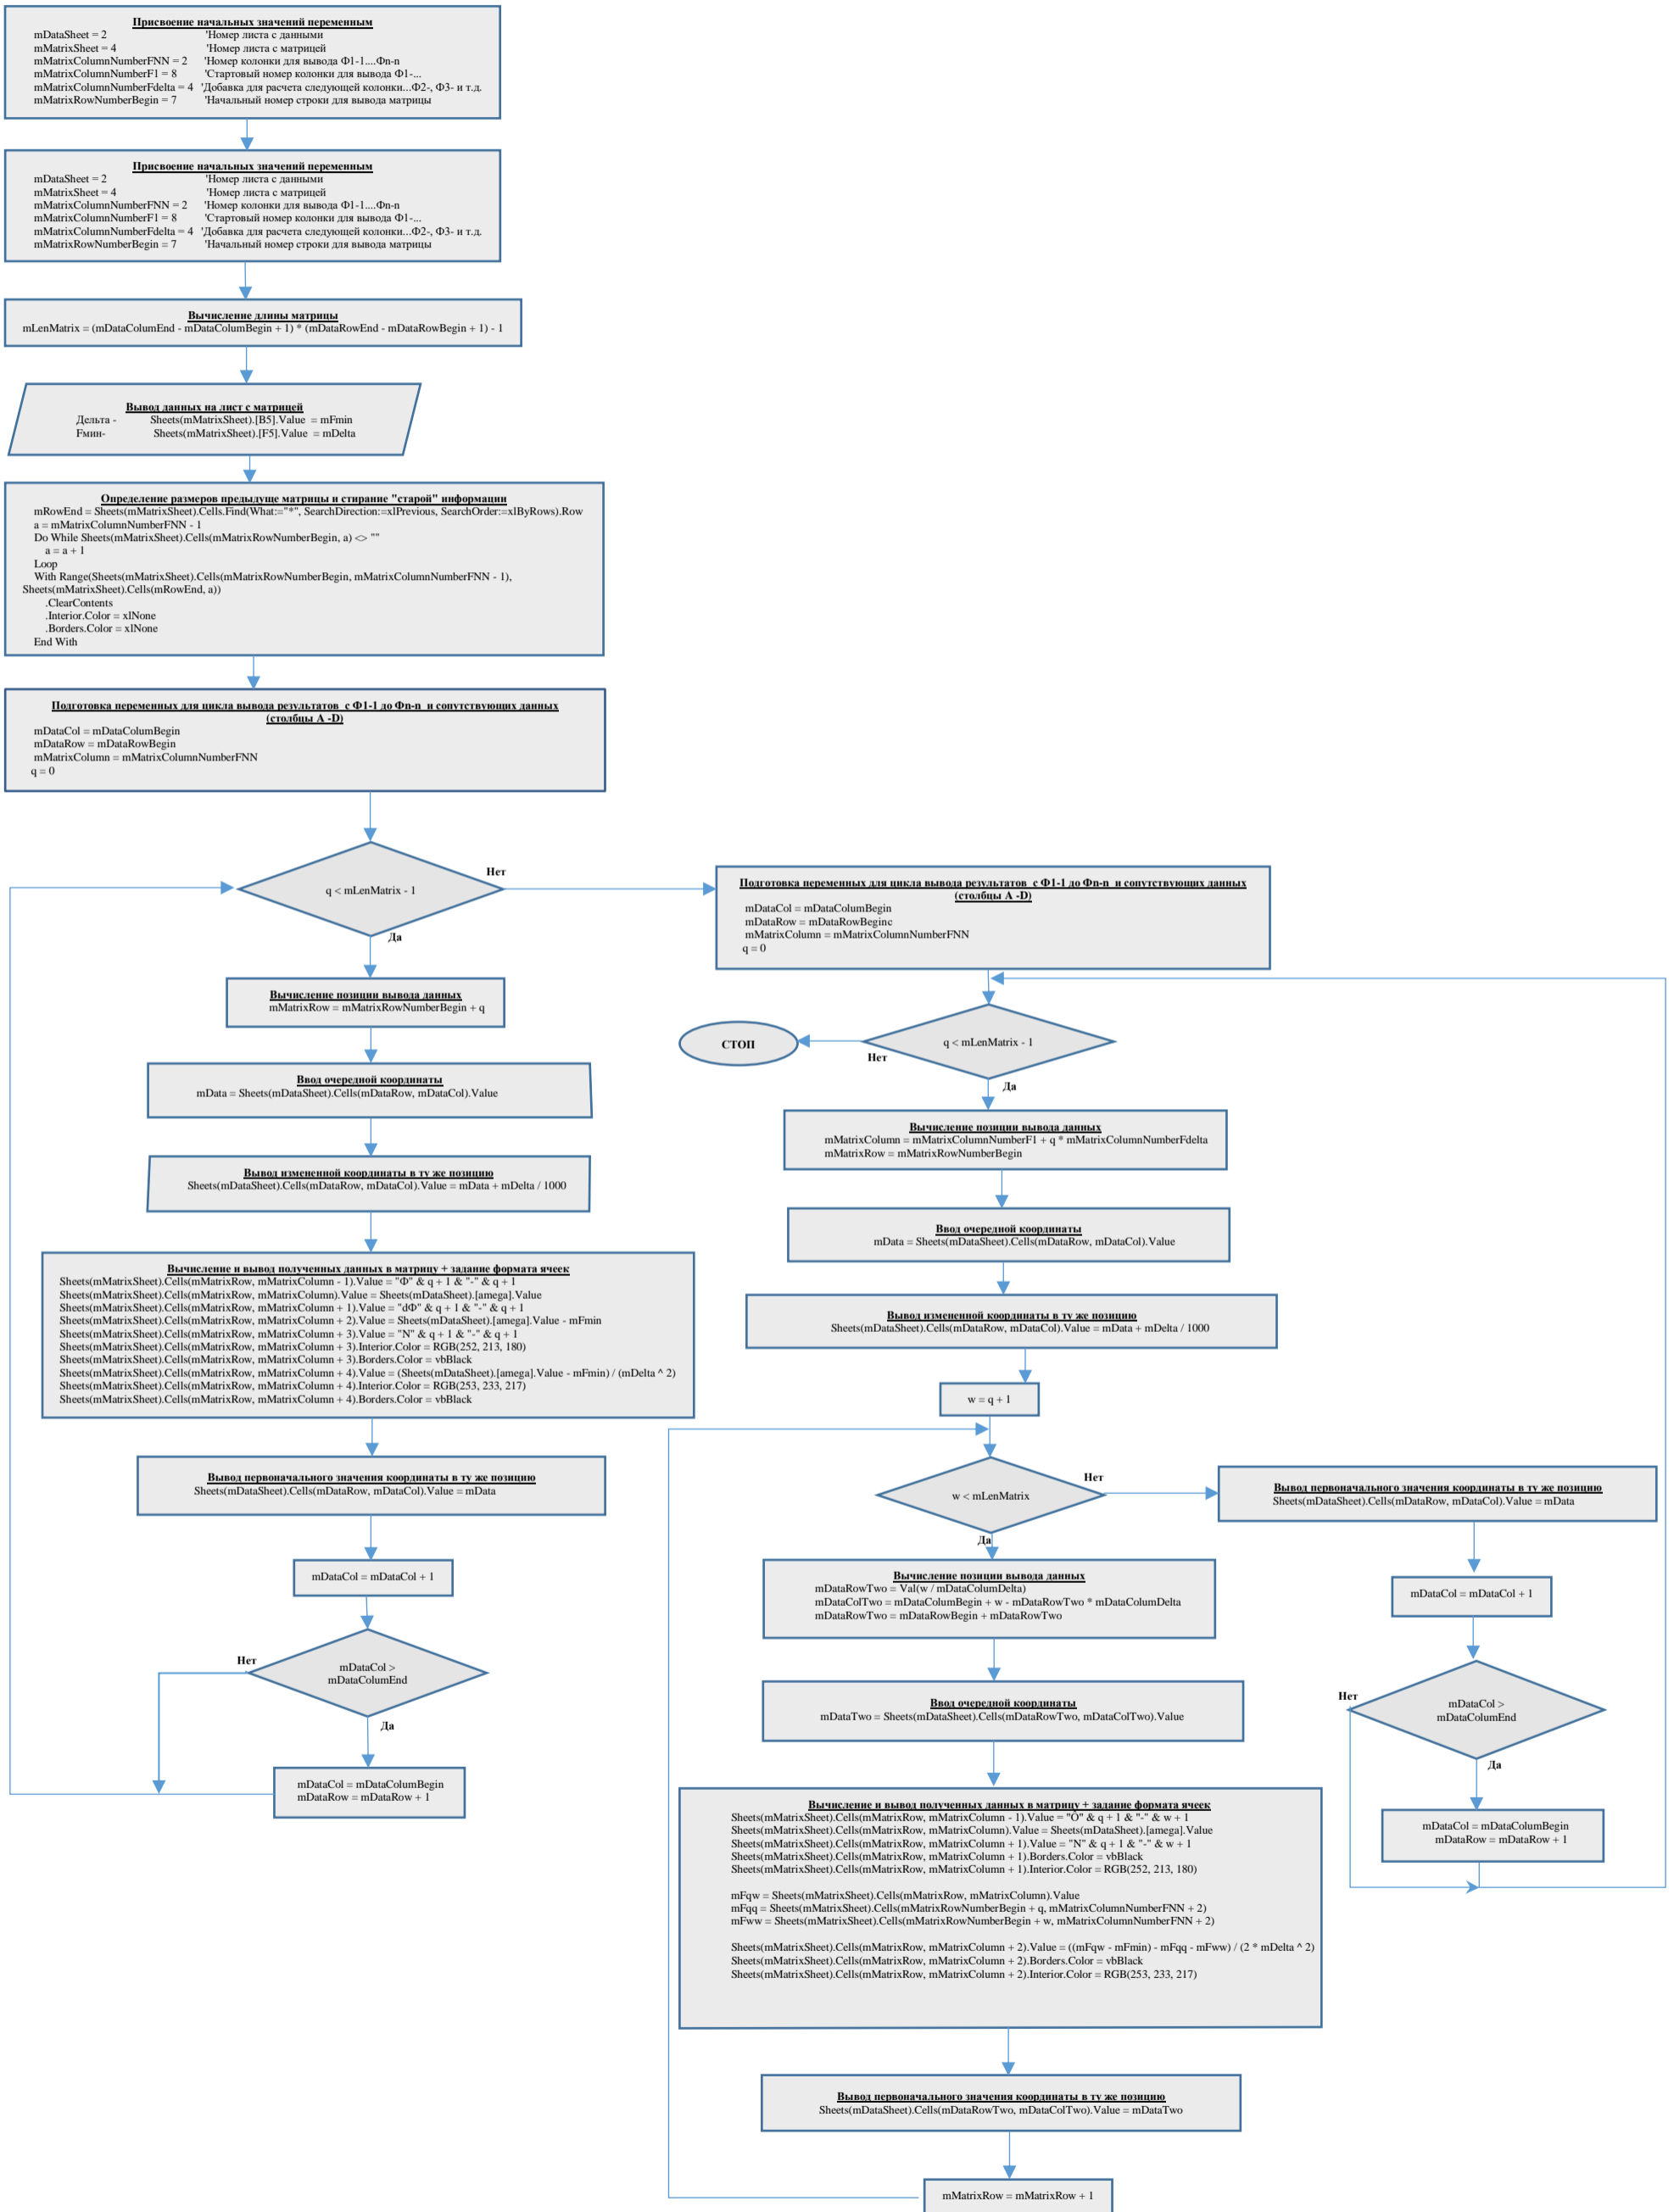 Присвоение начальных значений переменным
mDataSheet = 2 'Номер листа с данными
mMatrixSheet = 4 'Номер листа с матрицей
mMatrixColumnNumberFNN = 2 'Номер колонки для вывода Ф1-1....Фn-n
mMatrixColumnNumberF1 = 8 'Стартовый номер колонки для вывода Ф1-...
mMatrixColumnNumberFdelta = 4 'Добавка для расчета следующей колонки...Ф2-, Ф3- и т.д.
mMatrixRowNumberBegin = 7 'Начальный номер строки для вывода матрицы
Присвоение начальных значений переменным
mDataSheet = 2 'Номер листа с данными
mMatrixSheet = 4 'Номер листа с матрицей
mMatrixColumnNumberFNN = 2 'Номер колонки для вывода Ф1-1....Фn-n
mMatrixColumnNumberF1 = 8 'Стартовый номер колонки для вывода Ф1-...
mMatrixColumnNumberFdelta = 4 'Добавка для расчета следующей колонки...Ф2-, Ф3- и т.д.
mMatrixRowNumberBegin = 7 'Начальный номер строки для вывода матрицы
Вычисление длины матрицы
mLenMatrix = (mDataColumEnd - mDataColumBegin + 1) * (mDataRowEnd - mDataRowBegin + 1) - 1
Вывод данных на лист с матрицей
Дельта - Sheets(mMatrixSheet).[B5].Value = mFmin
Fмин- Sheets(mMatrixSheet).[F5].Value = mDelta
Определение размеров предыдуще матрицы и стирание "старой" информации
mRowEnd = Sheets(mMatrixSheet).Cells.Find(What:="*", SearchDirection:=xlPrevious, SearchOrder:=xlByRows).Row
a = mMatrixColumnNumberFNN - 1
Do While Sheets(mMatrixSheet).Cells(mMatrixRowNumberBegin, a) <> ""
a = a + 1
Loop
With Range(Sheets(mMatrixSheet).Cells(mMatrixRowNumberBegin, mMatrixColumnNumberFNN - 1),
Sheets(mMatrixSheet).Cells(mRowEnd, a))
.ClearContents
.Interior.Color = xlNone
.Borders.Color = xlNone
End With
Подготовка переменных для цикла вывода результатов с Ф1-1 до Фn-n и сопутствующих данных
(столбцы A -D)
mDataCol = mDataColumBegin
mDataRow = mDataRowBegin
mMatrixColumn = mMatrixColumnNumberFNN
q = 0
q < mLenMatrix - 1
Нет
Да
Вычисление позиции вывода данных
mMatrixRow = mMatrixRowNumberBegin + q
Ввод очередной координаты
mData = Sheets(mDataSheet).Cells(mDataRow, mDataCol).Value
Вывод измененной координаты в ту же позицию
Sheets(mDataSheet).Cells(mDataRow, mDataCol).Value = mData + mDelta / 1000
Вычисление и вывод полученных данных в матрицу + задание формата ячеек
Sheets(mMatrixSheet).Cells(mMatrixRow, mMatrixColumn - 1).Value = "Ф" & q + 1 & "-" & q + 1
Sheets(mMatrixSheet).Cells(mMatrixRow, mMatrixColumn).Value = Sheets(mDataSheet).[amega].Value
Sheets(mMatrixSheet).Cells(mMatrixRow, mMatrixColumn + 1).Value = "dФ" & q + 1 & "-" & q + 1
Sheets(mMatrixSheet).Cells(mMatrixRow, mMatrixColumn + 2).Value = Sheets(mDataSheet).[amega].Value - mFmin
Sheets(mMatrixSheet).Cells(mMatrixRow, mMatrixColumn + 3).Value = "N" & q + 1 & "-" & q + 1
Sheets(mMatrixSheet).Cells(mMatrixRow, mMatrixColumn + 3).Interior.Color = RGB(252, 213, 180)
Sheets(mMatrixSheet).Cells(mMatrixRow, mMatrixColumn + 3).Borders.Color = vbBlack
Sheets(mMatrixSheet).Cells(mMatrixRow, mMatrixColumn + 4).Value = (Sheets(mDataSheet).[amega].Value - mFmin) / (mDelta ^ 2)
Sheets(mMatrixSheet).Cells(mMatrixRow, mMatrixColumn + 4).Interior.Color = RGB(253, 233, 217)
Sheets(mMatrixSheet).Cells(mMatrixRow, mMatrixColumn + 4).Borders.Color = vbBlack
Вывод первоначального значения координаты в ту же позицию
Sheets(mDataSheet).Cells(mDataRow, mDataCol).Value = mData
mDataCol = mDataCol + 1
Нет
mDataCol >
mDataColumEnd
Да
mDataCol = mDataColumBegin
mDataRow = mDataRow + 1
Подготовка переменных для цикла вывода результатов с Ф1-1 до Фn-n и сопутствующих данных
(столбцы A -D)
mDataCol = mDataColumBegin
mDataRow = mDataRowBeginc
mMatrixColumn = mMatrixColumnNumberFNN
q = 0
СТОП
q < mLenMatrix - 1
Нет
Да
Вычисление позиции вывода данных
mMatrixColumn = mMatrixColumnNumberF1 + q * mMatrixColumnNumberFdelta
mMatrixRow = mMatrixRowNumberBegin
Ввод очередной координаты
mData = Sheets(mDataSheet).Cells(mDataRow, mDataCol).Value
Вывод измененной координаты в ту же позицию
Sheets(mDataSheet).Cells(mDataRow, mDataCol).Value = mData + mDelta / 1000
w = q + 1
w < mLenMatrix
Нет
Да
Вычисление позиции вывода данных
mDataRowTwo = Val(w / mDataColumDelta)
mDataColTwo = mDataColumBegin + w - mDataRowTwo * mDataColumDelta
mDataRowTwo = mDataRowBegin + mDataRowTwo
Ввод очередной координаты
mDataTwo = Sheets(mDataSheet).Cells(mDataRowTwo, mDataColTwo).Value
Вычисление и вывод полученных данных в матрицу + задание формата ячеек
Sheets(mMatrixSheet).Cells(mMatrixRow, mMatrixColumn - 1).Value = "Ô" & q + 1 & "-" & w + 1
Sheets(mMatrixSheet).Cells(mMatrixRow, mMatrixColumn).Value = Sheets(mDataSheet).[amega].Value
Sheets(mMatrixSheet).Cells(mMatrixRow, mMatrixColumn + 1).Value = "N" & q + 1 & "-" & w + 1
Sheets(mMatrixSheet).Cells(mMatrixRow, mMatrixColumn + 1).Borders.Color = vbBlack
Sheets(mMatrixSheet).Cells(mMatrixRow, mMatrixColumn + 1).Interior.Color = RGB(252, 213, 180)
mFqw = Sheets(mMatrixSheet).Cells(mMatrixRow, mMatrixColumn).Value
mFqq = Sheets(mMatrixSheet).Cells(mMatrixRowNumberBegin + q, mMatrixColumnNumberFNN + 2)
mFww = Sheets(mMatrixSheet).Cells(mMatrixRowNumberBegin + w, mMatrixColumnNumberFNN + 2)
Sheets(mMatrixSheet).Cells(mMatrixRow, mMatrixColumn + 2).Value = ((mFqw - mFmin) - mFqq - mFww) / (2 * mDelta ^ 2)
Sheets(mMatrixSheet).Cells(mMatrixRow, mMatrixColumn + 2).Borders.Color = vbBlack
Sheets(mMatrixSheet).Cells(mMatrixRow, mMatrixColumn + 2).Interior.Color = RGB(253, 233, 217)
Вывод первоначального значения координаты в ту же позицию
Sheets(mDataSheet).Cells(mDataRowTwo, mDataColTwo).Value = mDataTwo
mMatrixRow = mMatrixRow + 1
Вывод первоначального значения координаты в ту же позицию
Sheets(mDataSheet).Cells(mDataRow, mDataCol).Value = mData
mDataCol = mDataCol + 1
Нет
mDataCol >
mDataColumEnd
Да
mDataCol = mDataColumBegin
mDataRow = mDataRow + 1